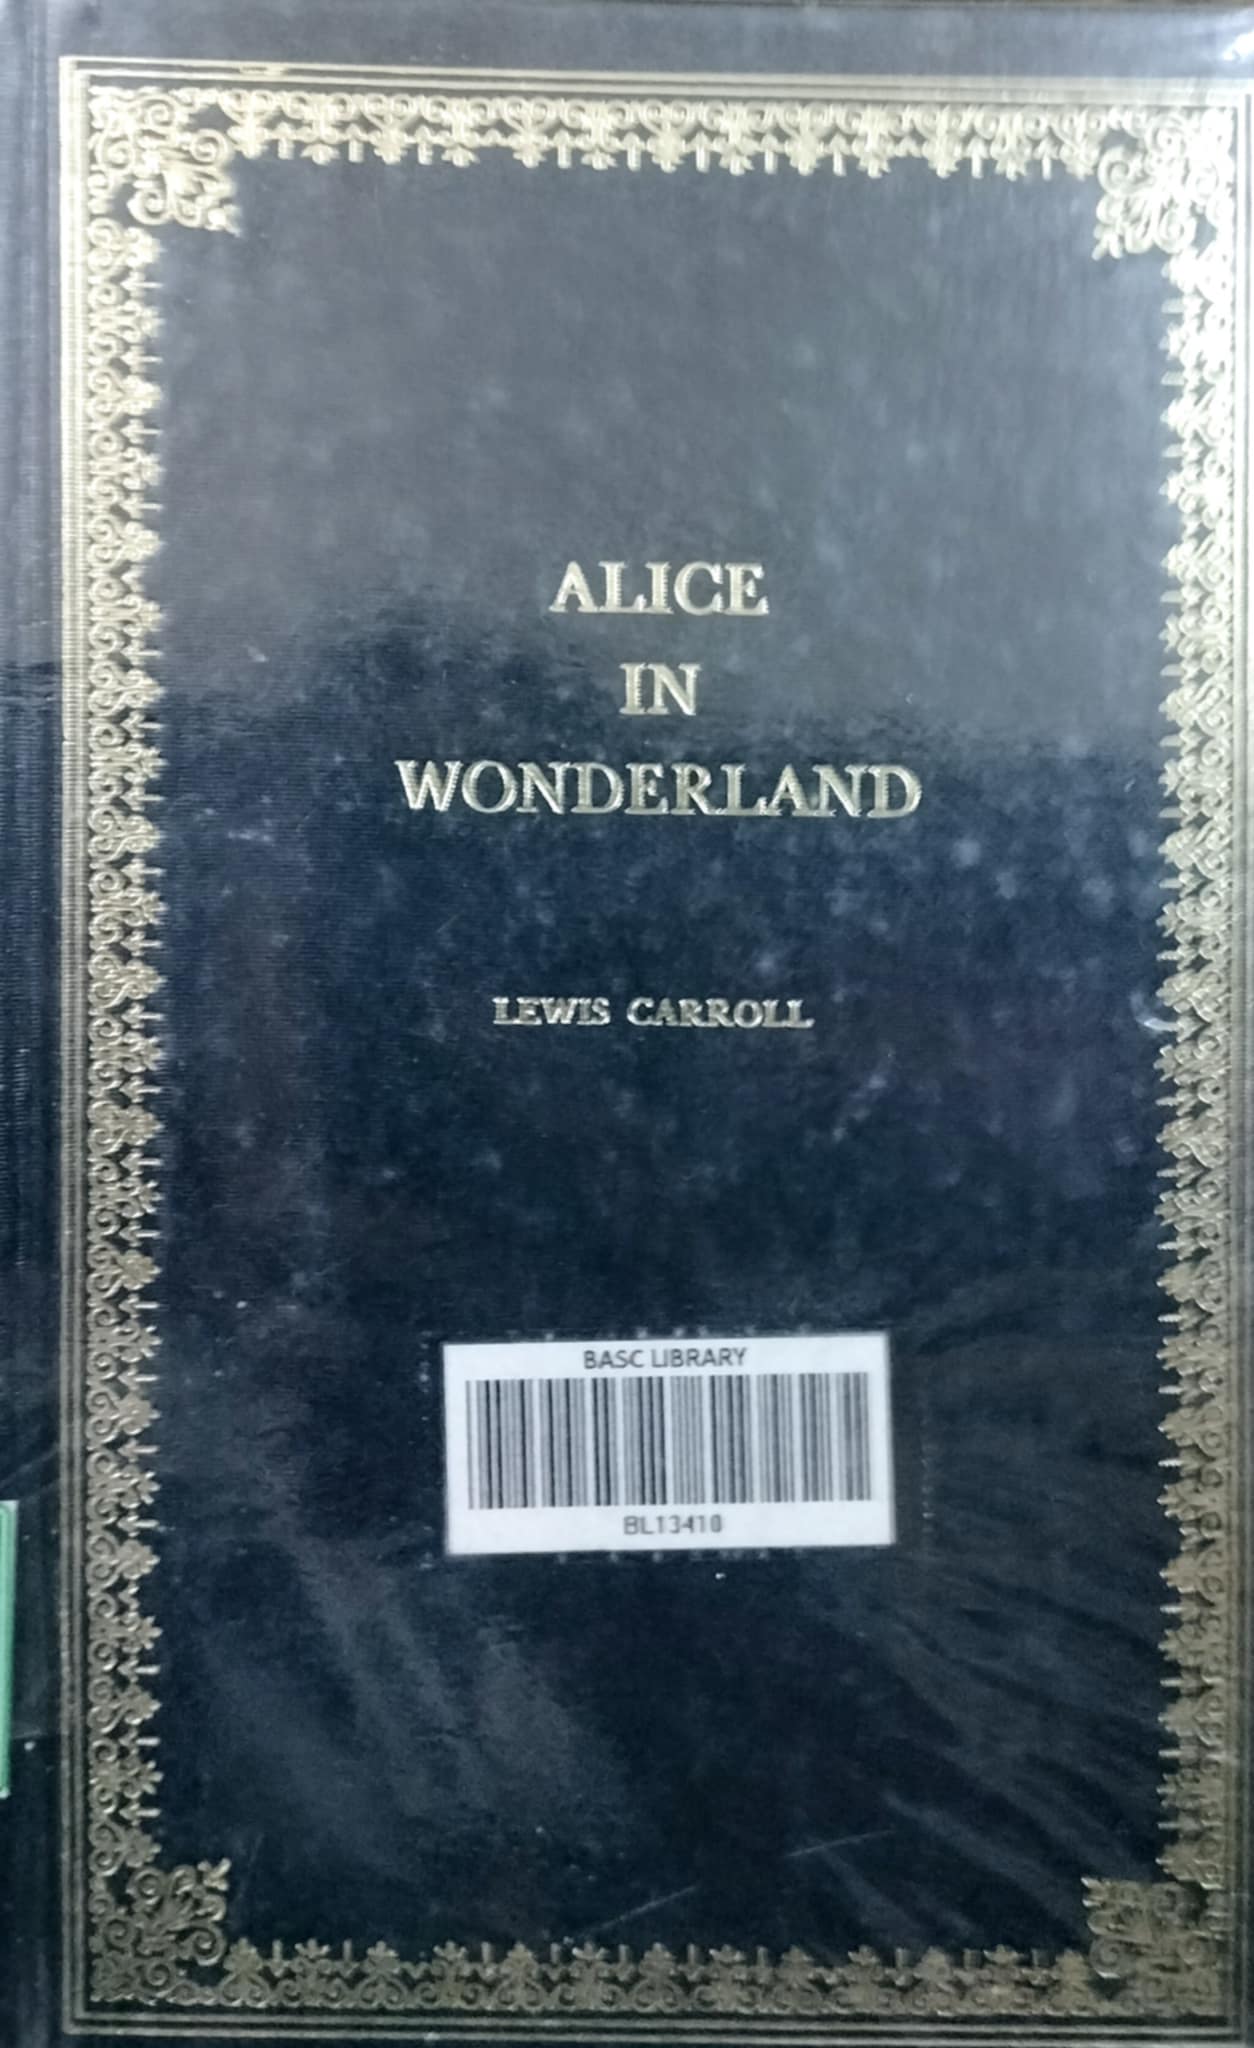 ALICE
IN
WONDERLAND
LEWIS CARROLL
BASC LIBRARY
BL13410